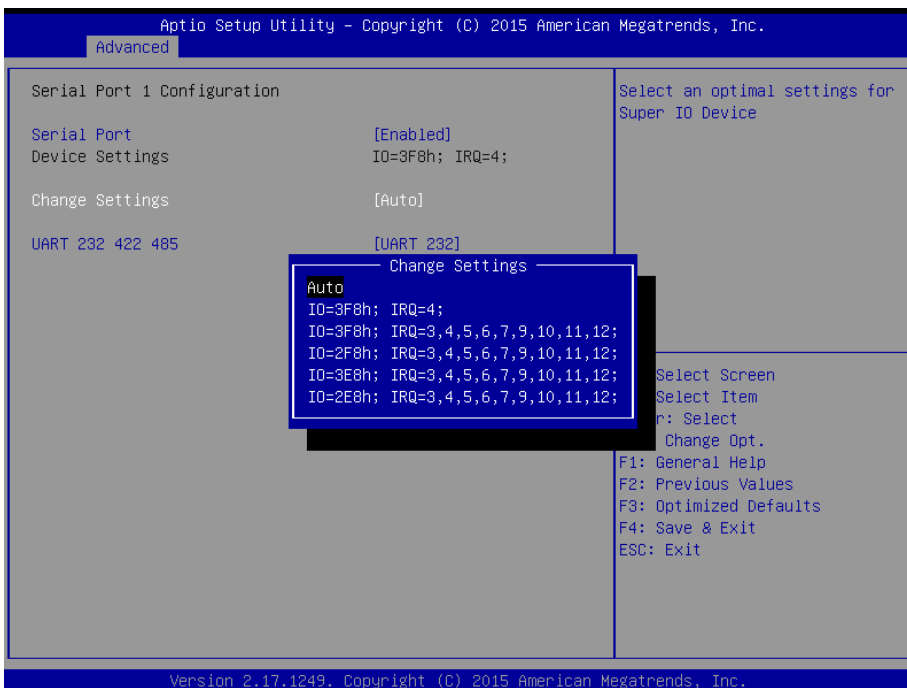 Aptio Setup Utility – Copyright (C) 2015 American Megatrends, Inc.
Advanced
Serial Port 1 Configuration
Serial Port [Enabled]
Device Settings IO=3F8h; IRQ=4;
Change Settings [Auto]
UART 232 422 485 [UART 232]
Change Settings
Auto
IO=3F8h; IRQ=4;
IO=3F8h; IRQ=3,4,5,6,7,9,10,11,12;
IO=2F8h; IRQ=3,4,5,6,7,9,10,11,12;
IO=3E8h; IRQ=3,4,5,6,7,9,10,11,12;
IO=2E8h; IRQ=3,4,5,6,7,9,10,11,12;
Select an optimal settings for
Super IO Device
Select Screen
Select Item
r: Select
Change Opt.
F1: General Help
F2: Previous Values
F3: Optimized Defaults
F4: Save & Exit
ESC: Exit
Version 2.17.1249. Copyright (C) 2015 American Megatrends, Inc.